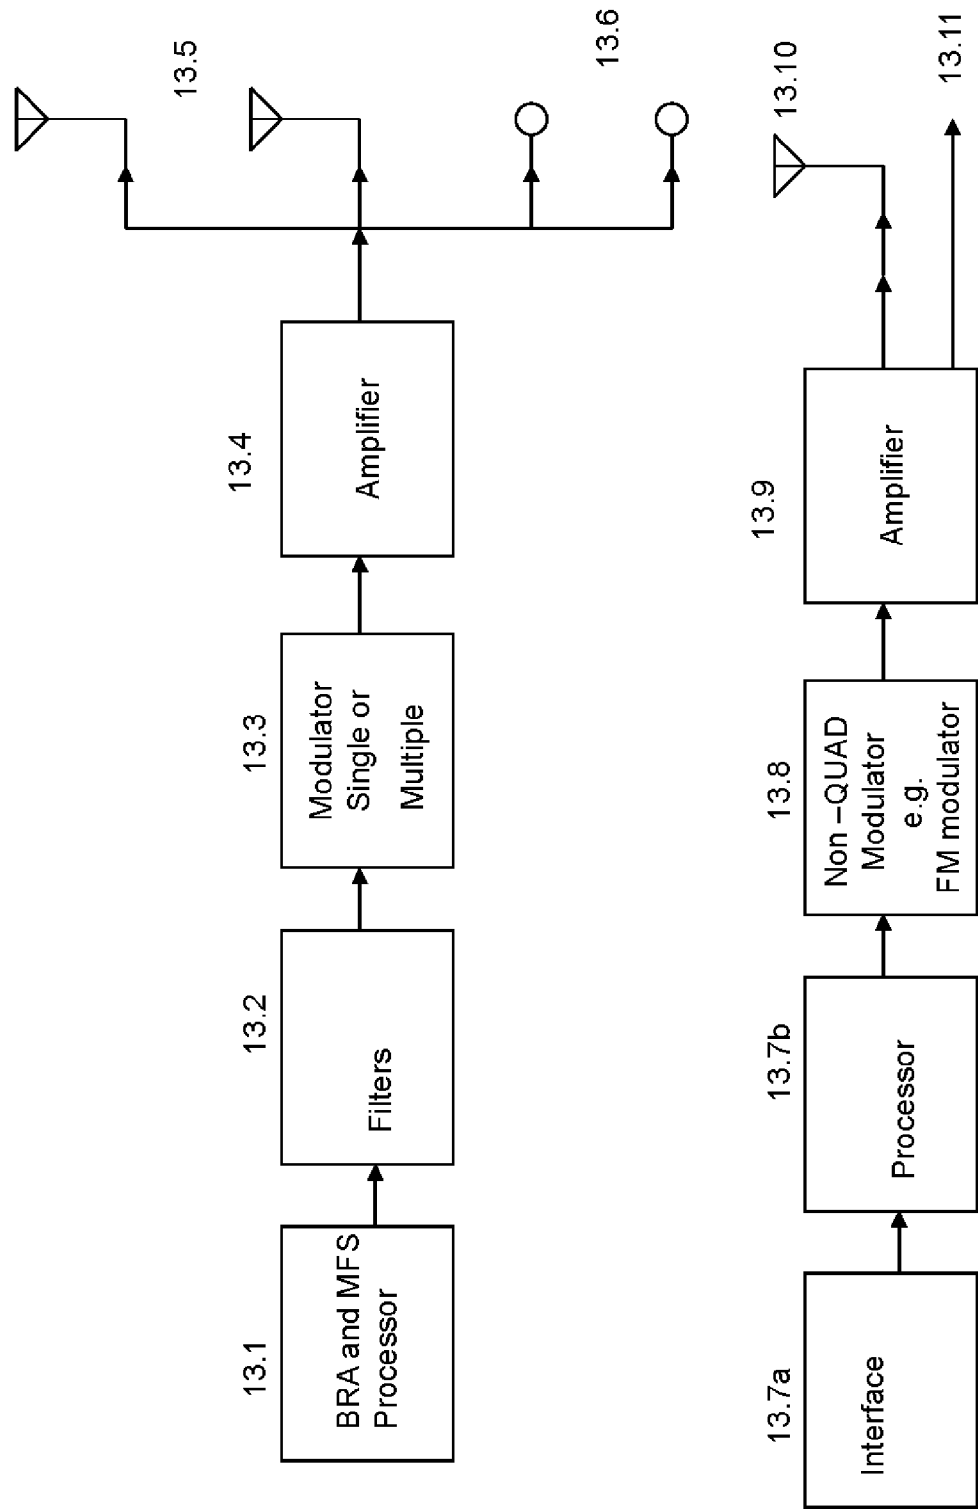 13.1
BRA and MFS
Processor
13.2
Filters
13.3
Modulator
Single or
Multiple
13.4
Amplifier
13.5
13.6
13.7a
Interface
13.7b
Processor
13.8
Non –QUAD
Modulator
e.g.
FM modulator
13.9
Amplifier
13.10
13.11